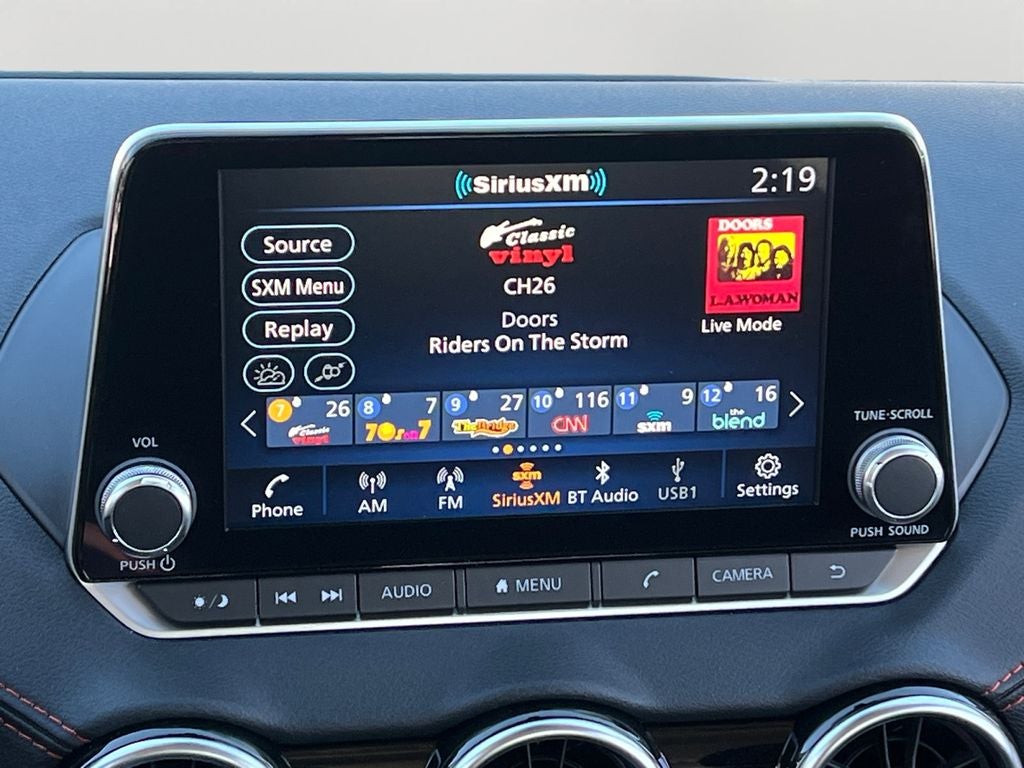 SiriusXM
2:19
Source
SXM Menu
Replay
Classic
vinyl
CH26
Doors
Riders On The Storm
DOORS
L.A.WOMAN
Live Mode
7 26 Classic vinyl
8 7 70s on 7
9 27 The Bridge
10 116 CNN
11 9 sxm
12 16 the blend
Phone
AM
FM
sxm
SiriusXM
BT Audio
USB1
Settings
VOL
PUSH
TUNE·SCROLL
PUSH SOUND
AUDIO
MENU
CAMERA